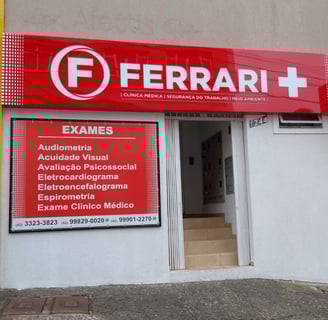 F FERRARI +
| CLÍNICA MÉDICA | SEGURANÇA DO TRABALHO | MEIO AMBIENTE |
EXAMES
Audiometria
Acuidade Visual
Avaliação Psicossocial
Eletrocardiograma
Eletroencefalograma
Espirometria
Exame Clínico Médico
3323-3823 99829-0020 99901-2270